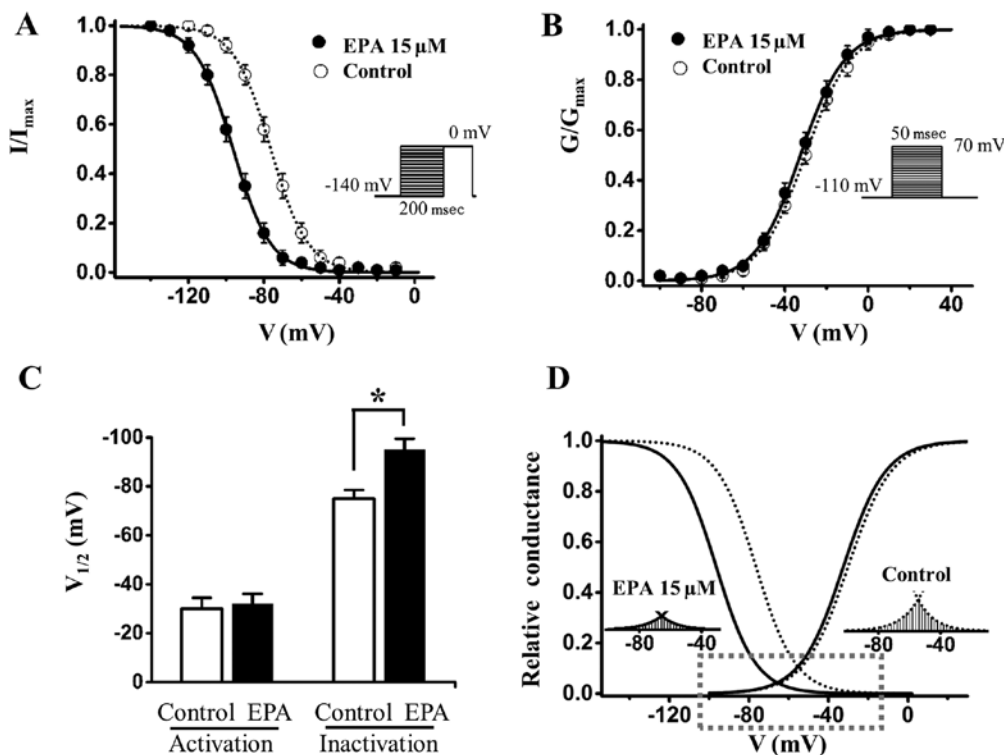 A
EPA 15 μM
Control
I/Imax
1.0
0.8
0.6
0.4
0.2
0.0
-120
-80
-40
0
V (mV)
0 mV
-140 mV
200 msec
B
EPA 15 μM
Control
G/Gmax
1.0
0.8
0.6
0.4
0.2
0.0
-80
-40
0
40
V (mV)
50 msec
70 mV
-110 mV
C
*
V1/2 (mV)
-100
-80
-60
-40
-20
0
Control EPA
Control EPA
Activation
Inactivation
D
Relative conductance
1.0
0.8
0.6
0.4
0.2
0.0
EPA 15 μM
-80
-40
Control
-80
-40
-120
-80
-40
0
V (mV)